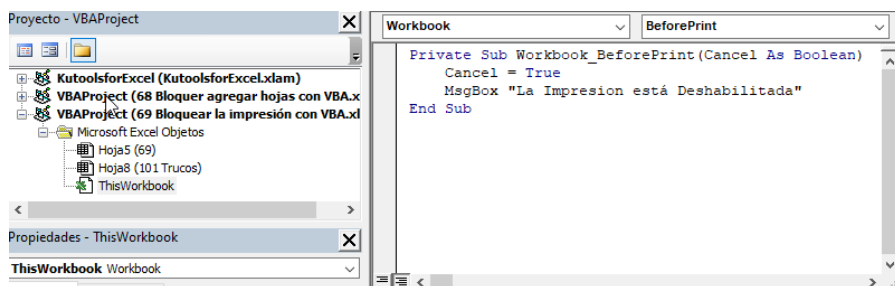 Proyecto - VBAProject
KutoolsforExcel (KutoolsforExcel.xlam)
VBAProject (68 Bloquer agregar hojas con VBA.x
VBAProject (69 Bloquear la impresión con VBA.xl
Microsoft Excel Objetos
Hoja5 (69)
Hoja8 (101 Trucos)
ThisWorkbook
Propiedades - ThisWorkbook
ThisWorkbook Workbook
Workbook
BeforePrint
Private Sub Workbook_BeforePrint(Cancel As Boolean)
Cancel = True
MsgBox "La Impresion está Deshabilitada"
End Sub